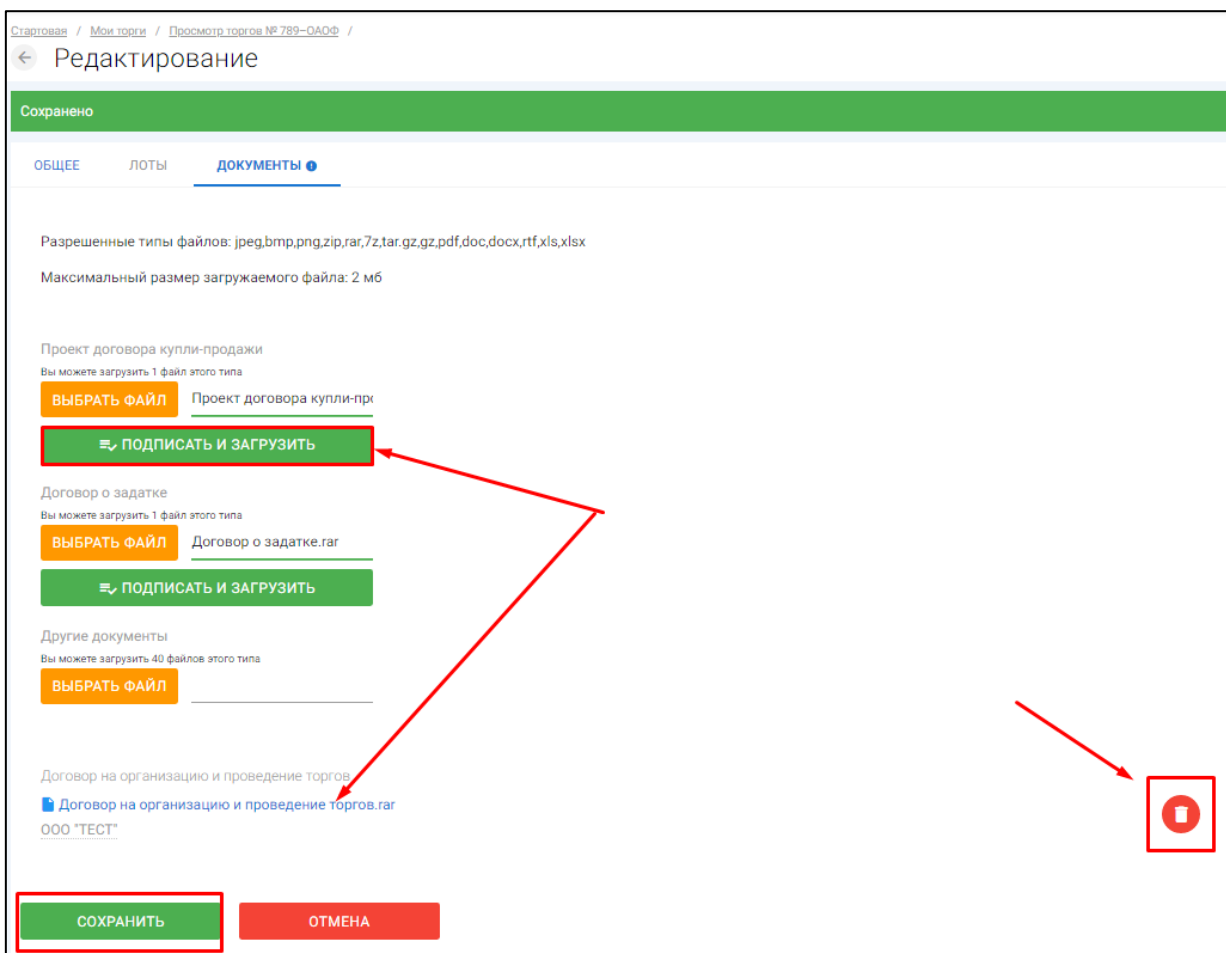 Стартовая / Мои торги / Просмотр торгов № 789–ОАОФ /
Редактирование
Сохранено
ОБЩЕЕ ЛОТЫ ДОКУМЕНТЫ
Разрешенные типы файлов: jpeg,bmp,png,zip,rar,7z,tar.gz,gz,pdf,doc,docx,rtf,xls,xlsx
Максимальный размер загружаемого файла: 2 мб
Проект договора купли-продажи
Вы можете загрузить 1 файл этого типа
ВЫБРАТЬ ФАЙЛ Проект договора купли-про
ПОДПИСАТЬ И ЗАГРУЗИТЬ
Договор о задатке
Вы можете загрузить 1 файл этого типа
ВЫБРАТЬ ФАЙЛ Договор о задатке.rar
ПОДПИСАТЬ И ЗАГРУЗИТЬ
Другие документы
Вы можете загрузить 40 файлов этого типа
ВЫБРАТЬ ФАЙЛ
Договор на организацию и проведение торгов
Договор на организацию и проведение торгов.rar
ООО "ТЕСТ"
СОХРАНИТЬ ОТМЕНА